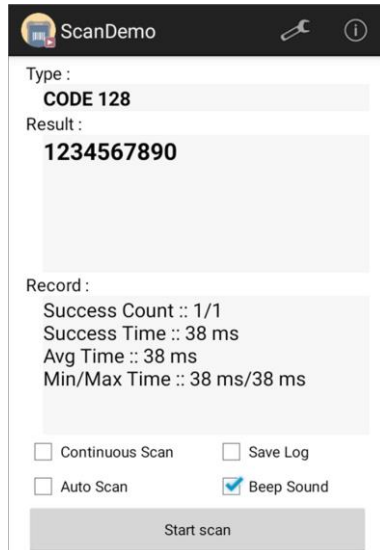 ScanDemo
Type :
CODE 128
Result :
1234567890
Record :
Success Count :: 1/1
Success Time :: 38 ms
Avg Time :: 38 ms
Min/Max Time :: 38 ms/38 ms
Continuous Scan
Save Log
Auto Scan
Beep Sound
Start scan